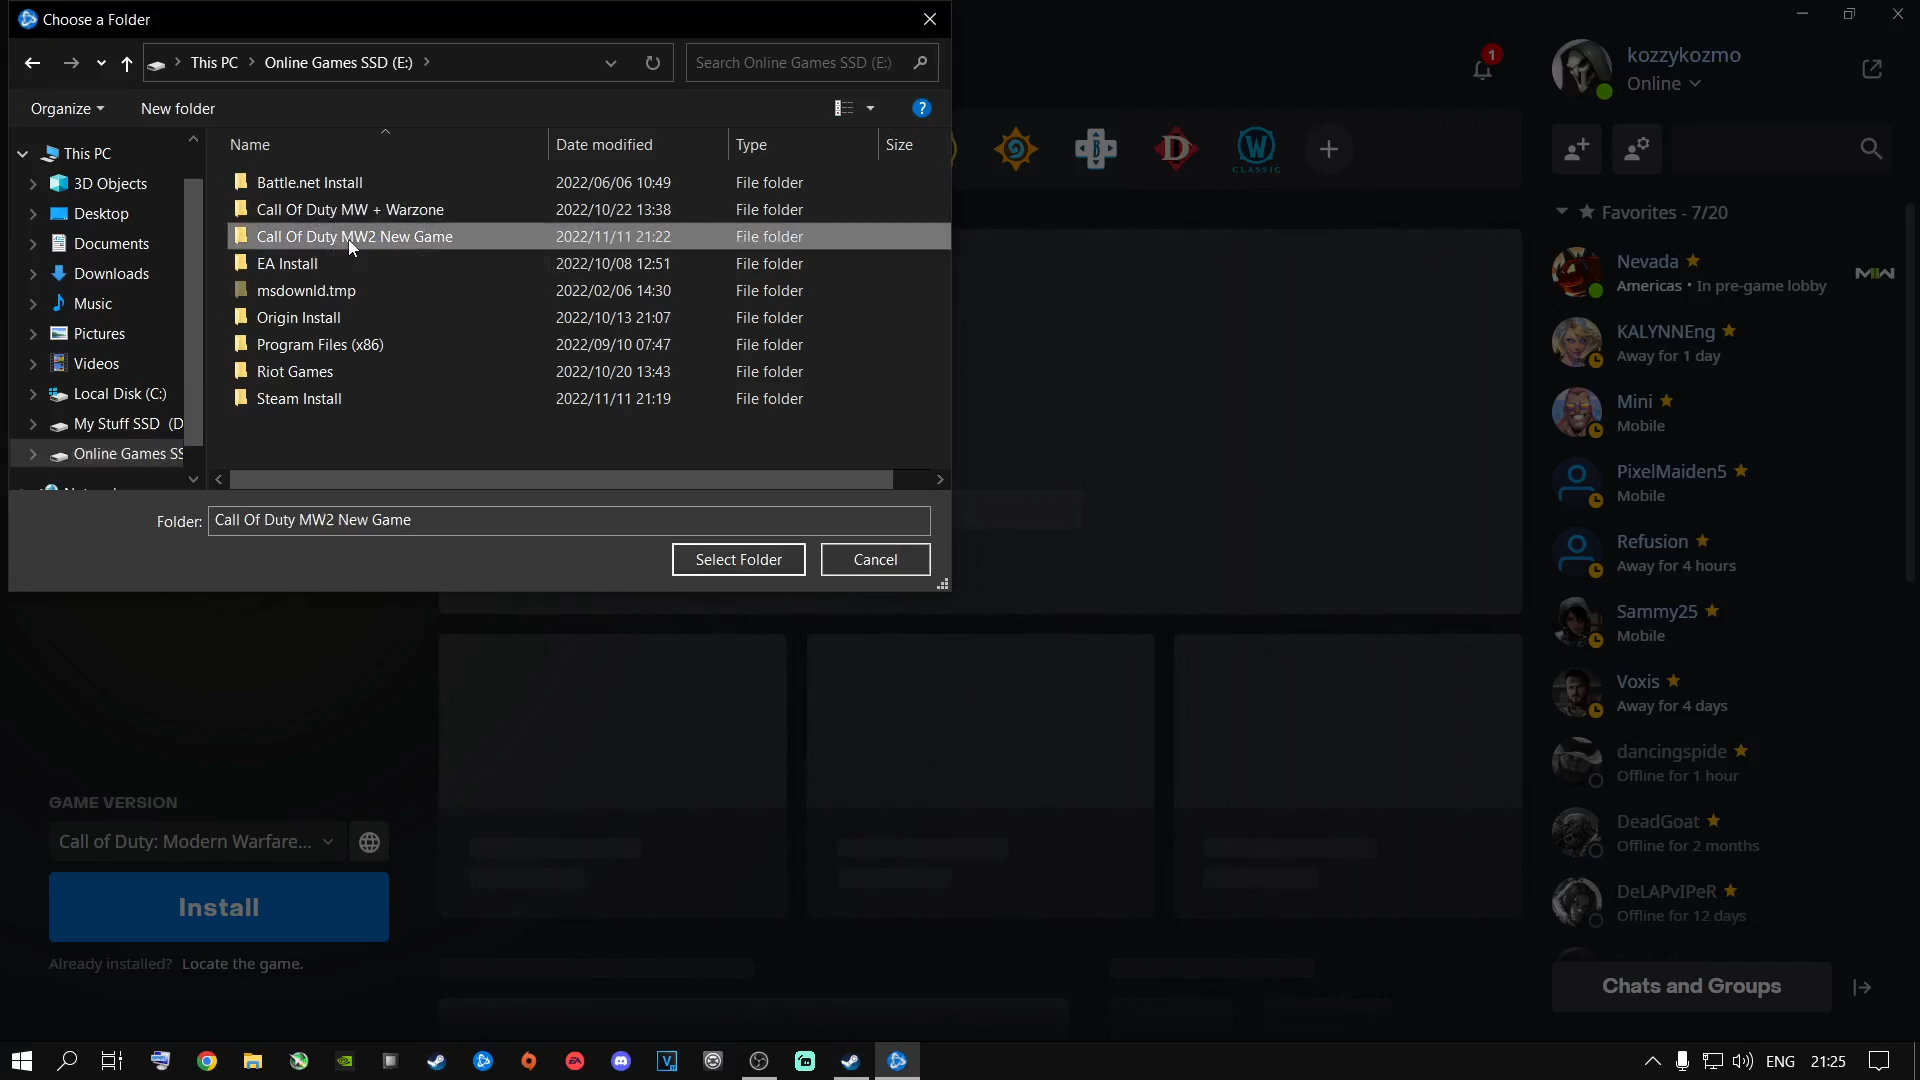 Choose a Folder
This PC > Online Games SSD (E:) >
Search Online Games SSD (E:)
Organize
New folder
Name
Date modified
Type
Size
This PC
3D Objects
Desktop
Documents
Downloads
Music
Pictures
Videos
Local Disk (C:)
My Stuff SSD (D
Online Games SS
Battle.net Install 2022/06/06 10:49 File folder
Call Of Duty MW + Warzone 2022/10/22 13:38 File folder
Call Of Duty MW2 New Game 2022/11/11 21:22 File folder
EA Install 2022/10/08 12:51 File folder
msdownld.tmp 2022/02/06 14:30 File folder
Origin Install 2022/10/13 21:07 File folder
Program Files (x86) 2022/09/10 07:47 File folder
Riot Games 2022/10/20 13:43 File folder
Steam Install 2022/11/11 21:19 File folder
Folder: Call Of Duty MW2 New Game
Select Folder
Cancel
CLASSIC
1
kozzykozmo
Online
Favorites - 7/20
Nevada
Americas • In pre-game lobby
MW
KALYNNEng
Away for 1 day
Mini
Mobile
PixelMaiden5
Mobile
Refusion
Away for 4 hours
Sammy25
Mobile
Voxis
Away for 4 days
dancingspide
Offline for 1 hour
DeadGoat
Offline for 2 months
DeLAPvIPeR
Offline for 12 days
Chats and Groups
GAME VERSION
Call of Duty: Modern Warfare...
Install
Already installed? Locate the game.
ENG
21:25